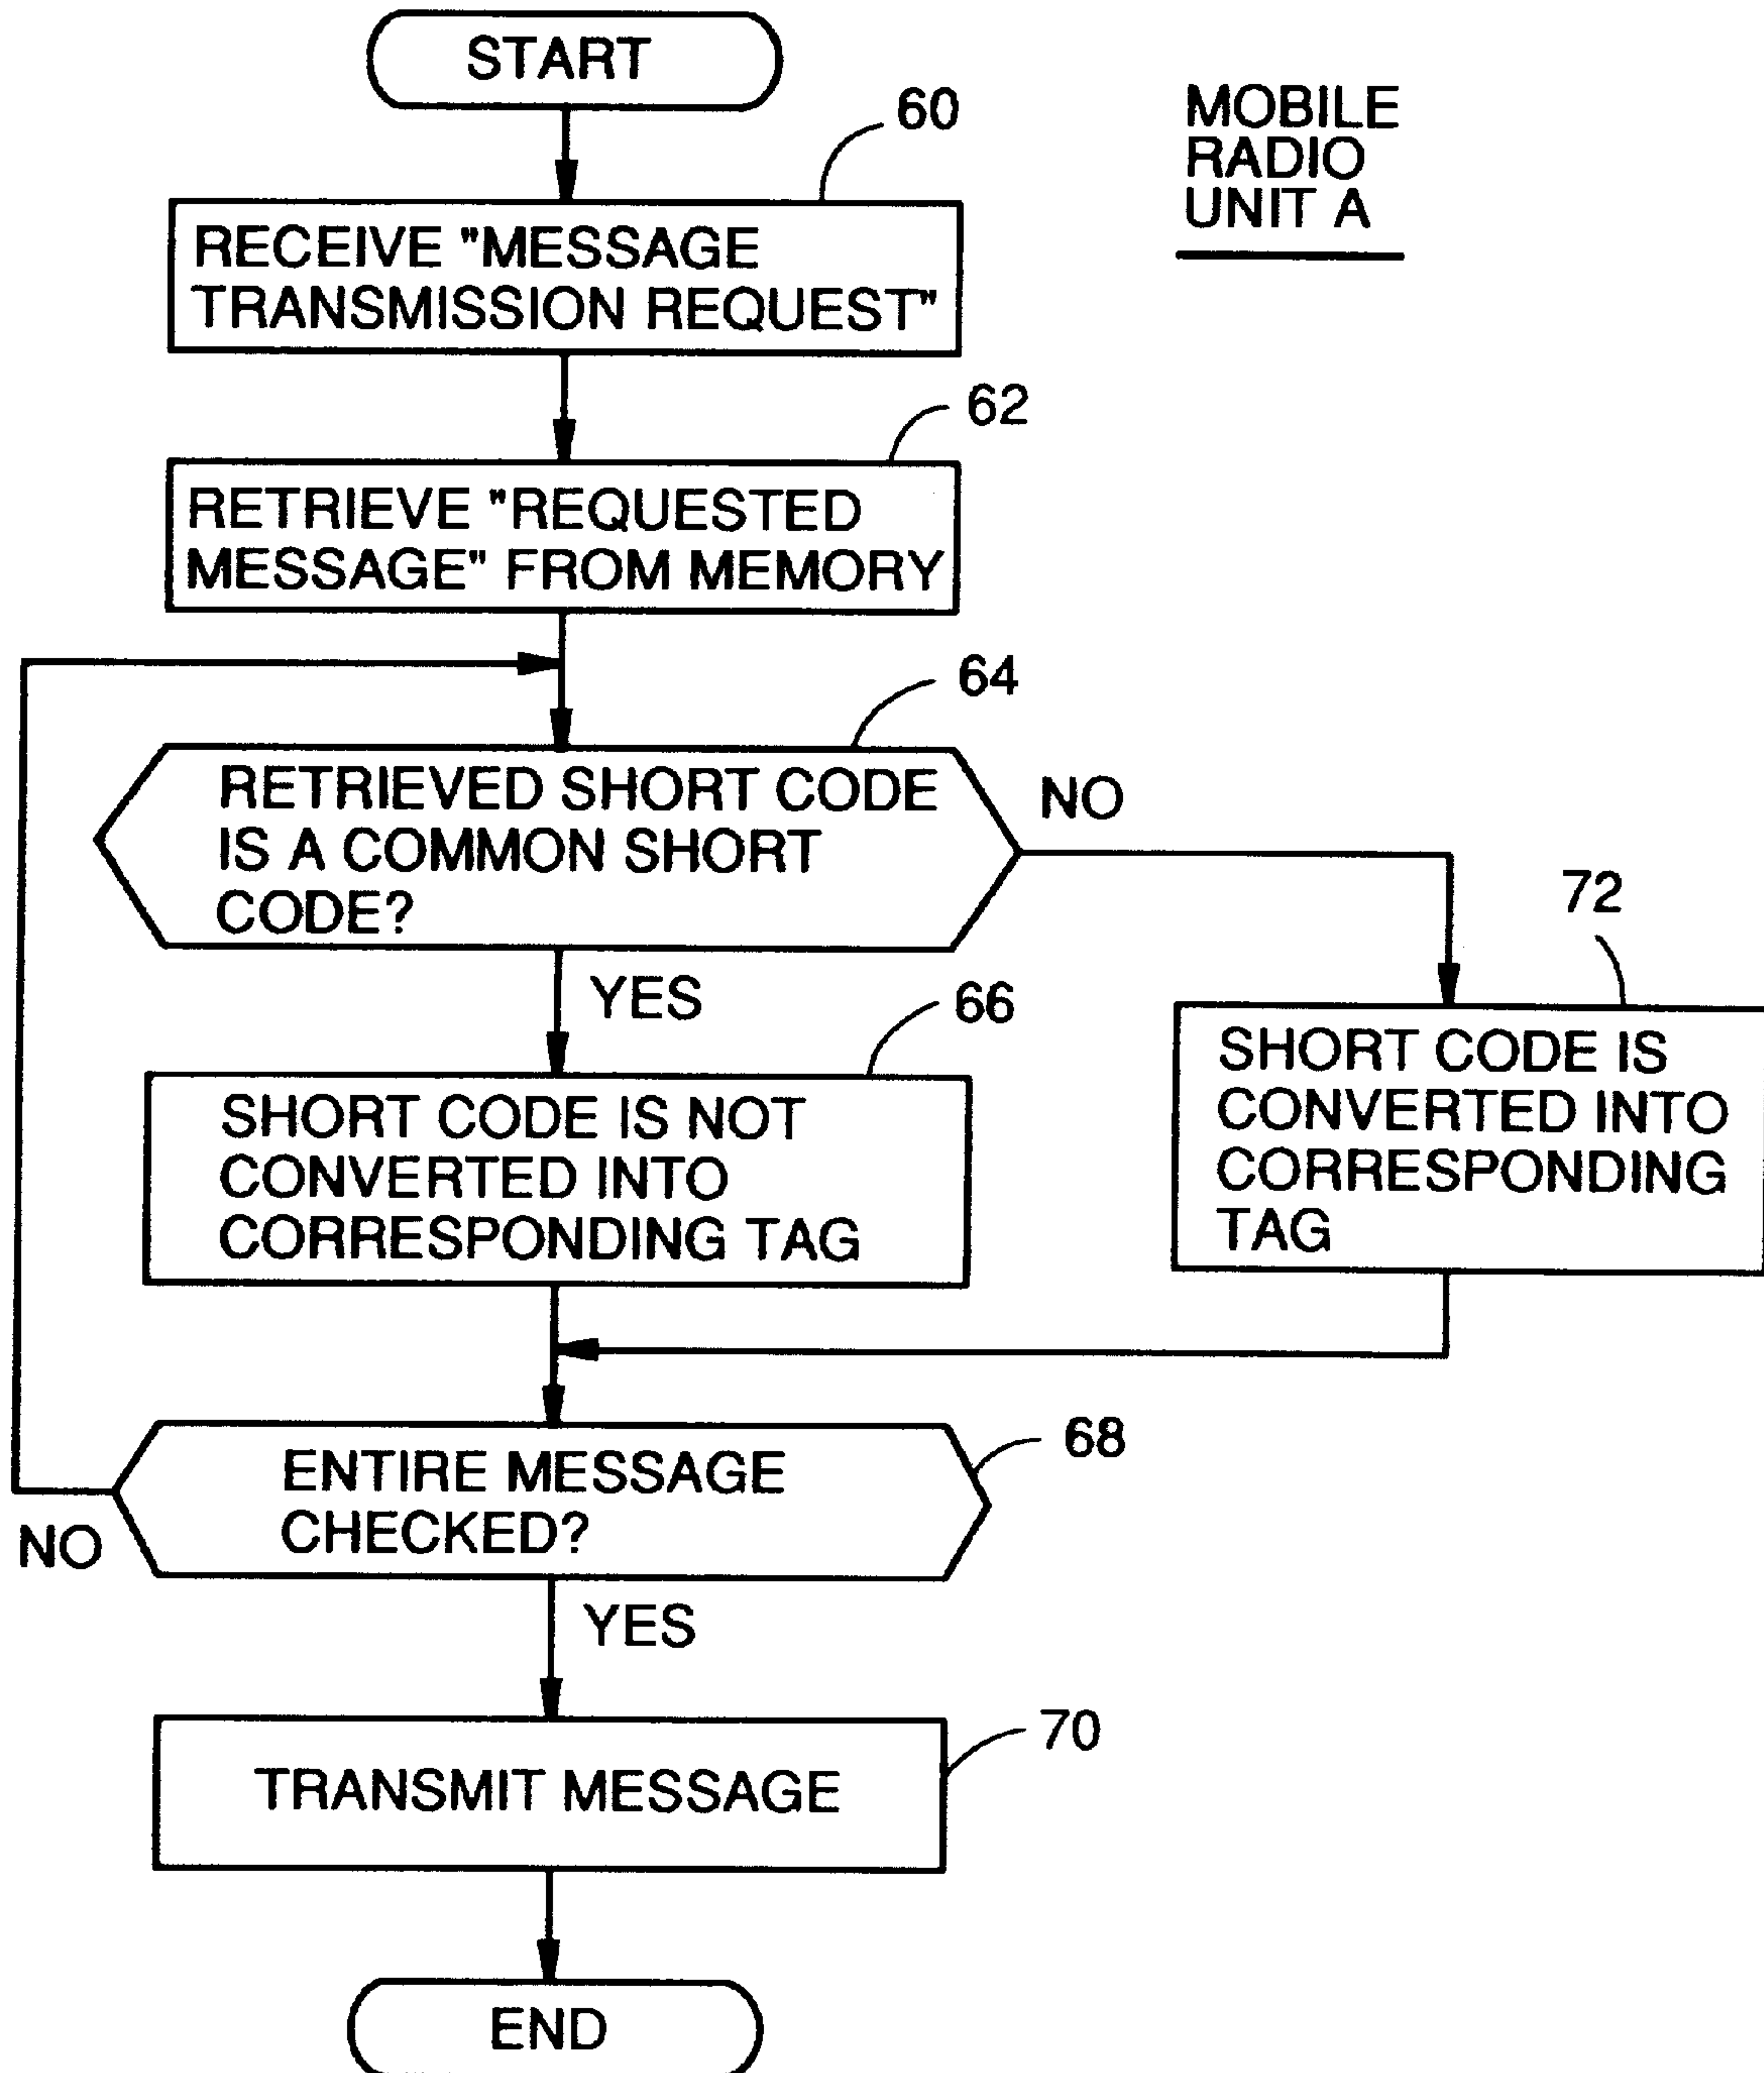 START
60
MOBILE
RADIO
UNIT A
RECEIVE "MESSAGE
TRANSMISSION REQUEST"
62
RETRIEVE "REQUESTED
MESSAGE" FROM MEMORY
64
RETRIEVED SHORT CODE
IS A COMMON SHORT
CODE?
NO
72
YES
66
SHORT CODE IS NOT
CONVERTED INTO
CORRESPONDING TAG
SHORT CODE IS
CONVERTED INTO
CORRESPONDING
TAG
68
ENTIRE MESSAGE
CHECKED?
NO
YES
70
TRANSMIT MESSAGE
END